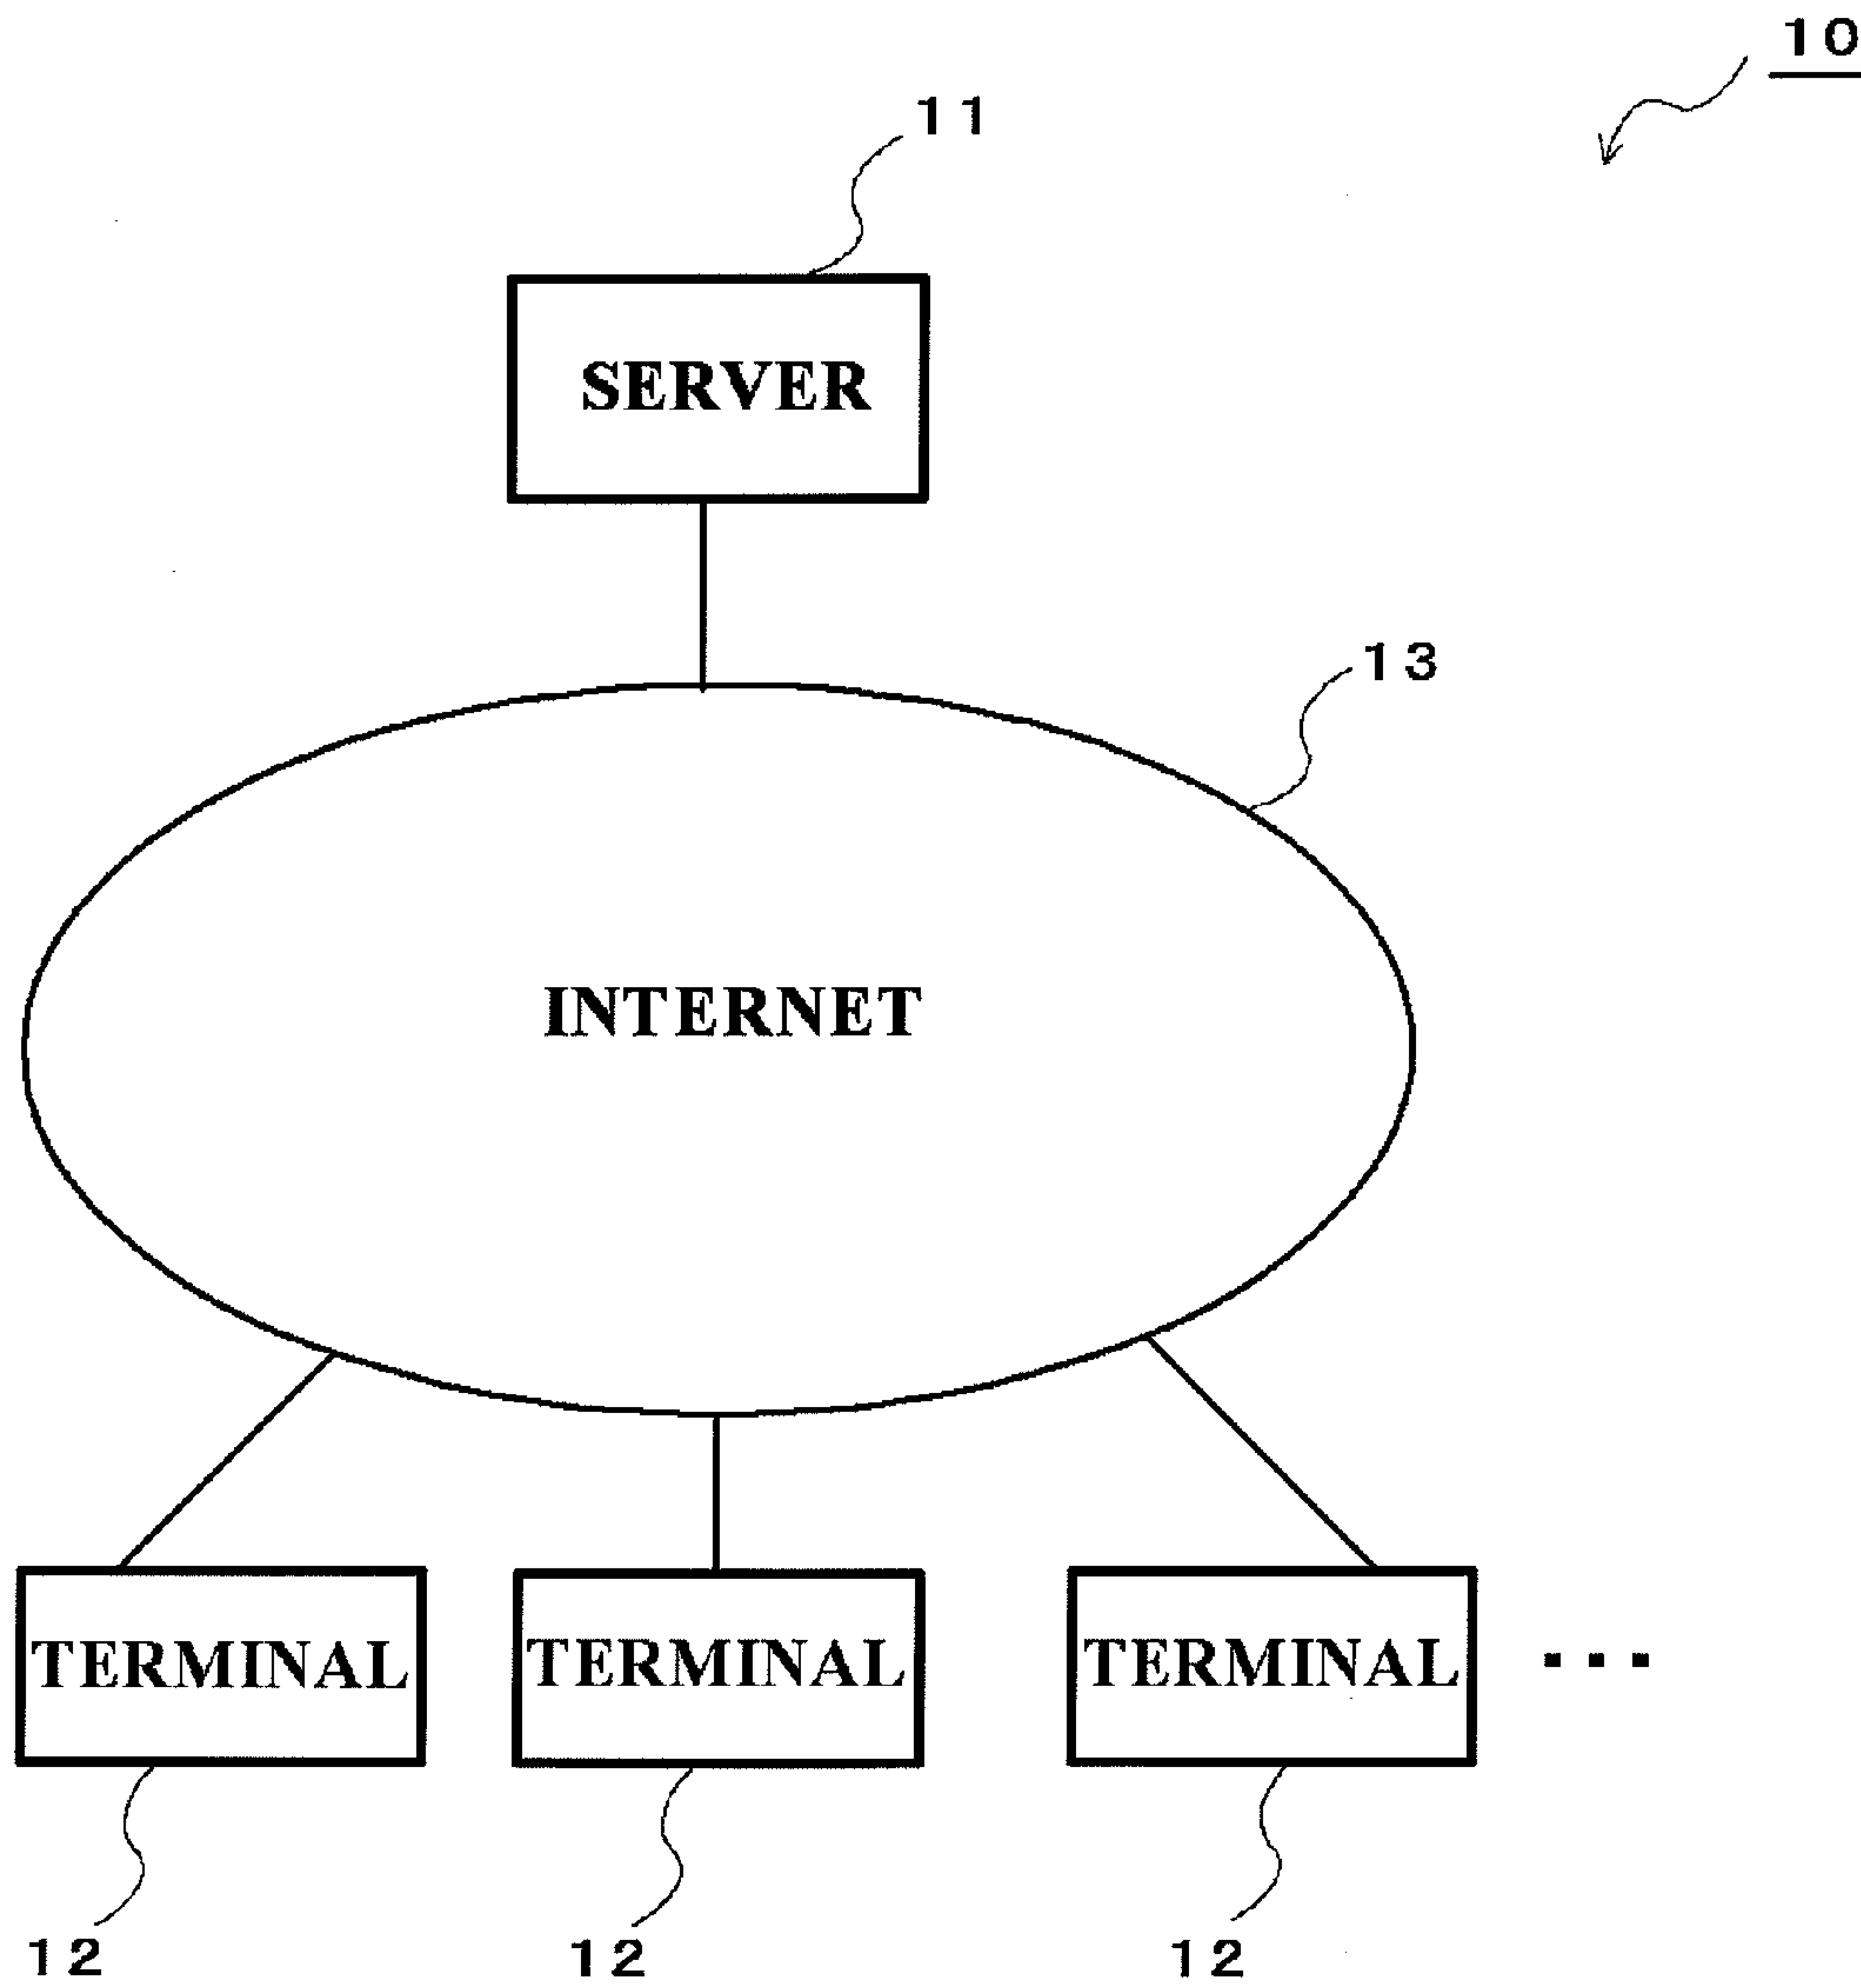 10
11
SERVER
13
INTERNET
TERMINAL TERMINAL TERMINAL ...
12 12 12